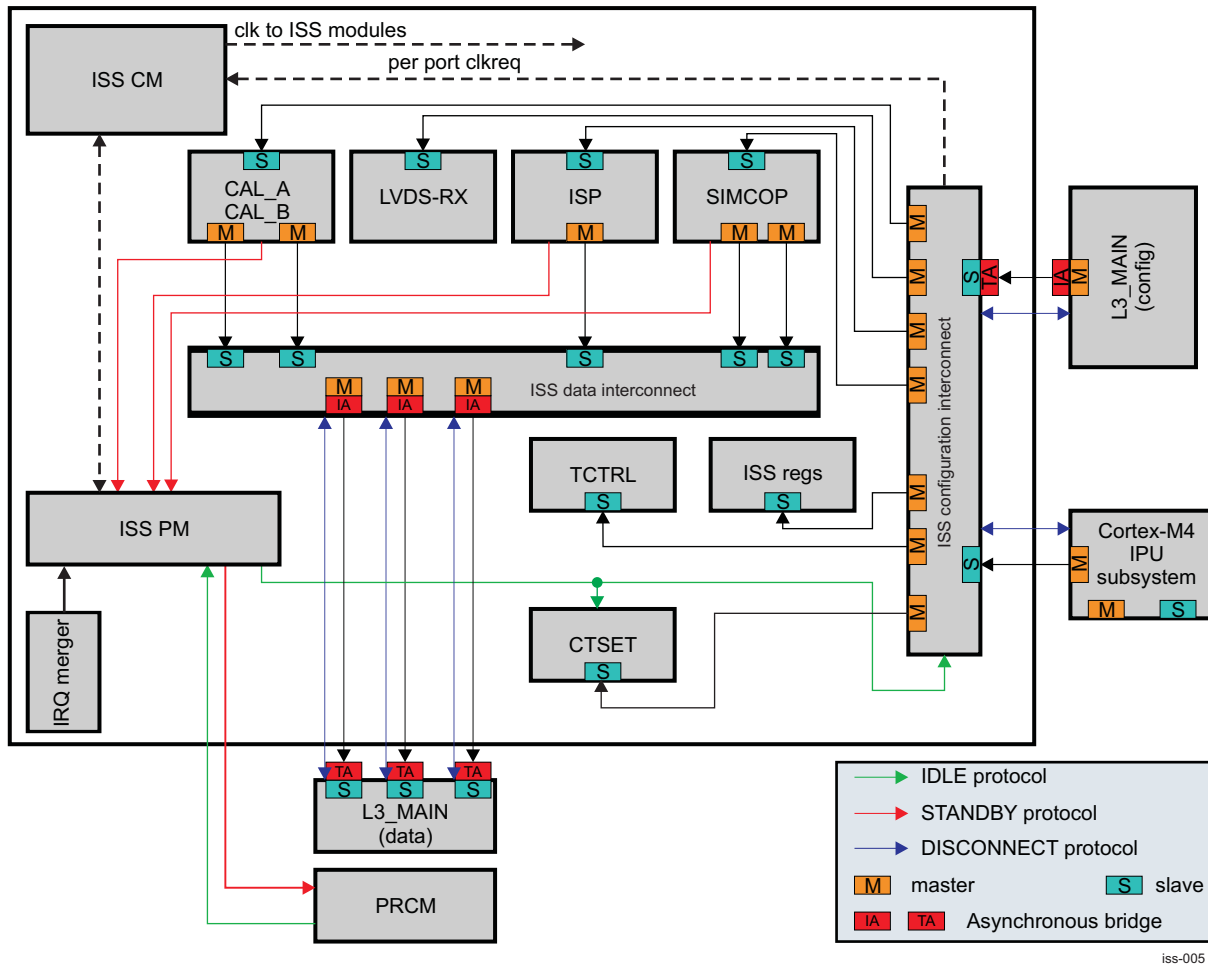 clk to ISS modules
per port clkreq
ISS CM
S
S
S
S
CAL_A
CAL_B
LVDS-RX
ISP
SIMCOP
M
M
M
M
M
M
M
M
M
S
TA
IA
M
L3_MAIN
(config)
S
S
S
S
S
M
M
M
IA
IA
IA
ISS data interconnect
ISS configuration interconnect
TCTRL
S
ISS regs
S
M
M
M
S
ISS PM
Cortex-M4
IPU
subsystem
M
M
S
IRQ merger
CTSET
S
TA
TA
TA
S
S
S
L3_MAIN
(data)
PRCM
IDLE protocol
STANDBY protocol
DISCONNECT protocol
M master
S slave
IA TA Asynchronous bridge
iss-005